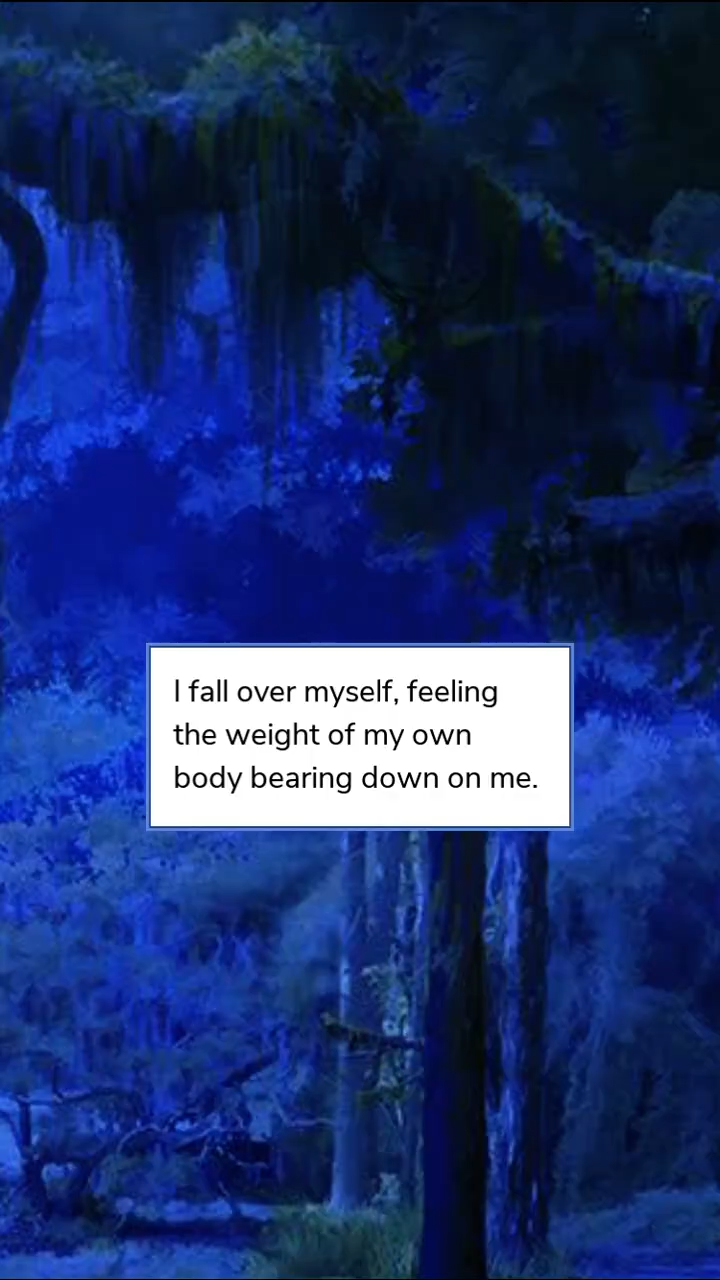 I fall over myself, feeling
the weight of my own
body bearing down on me.